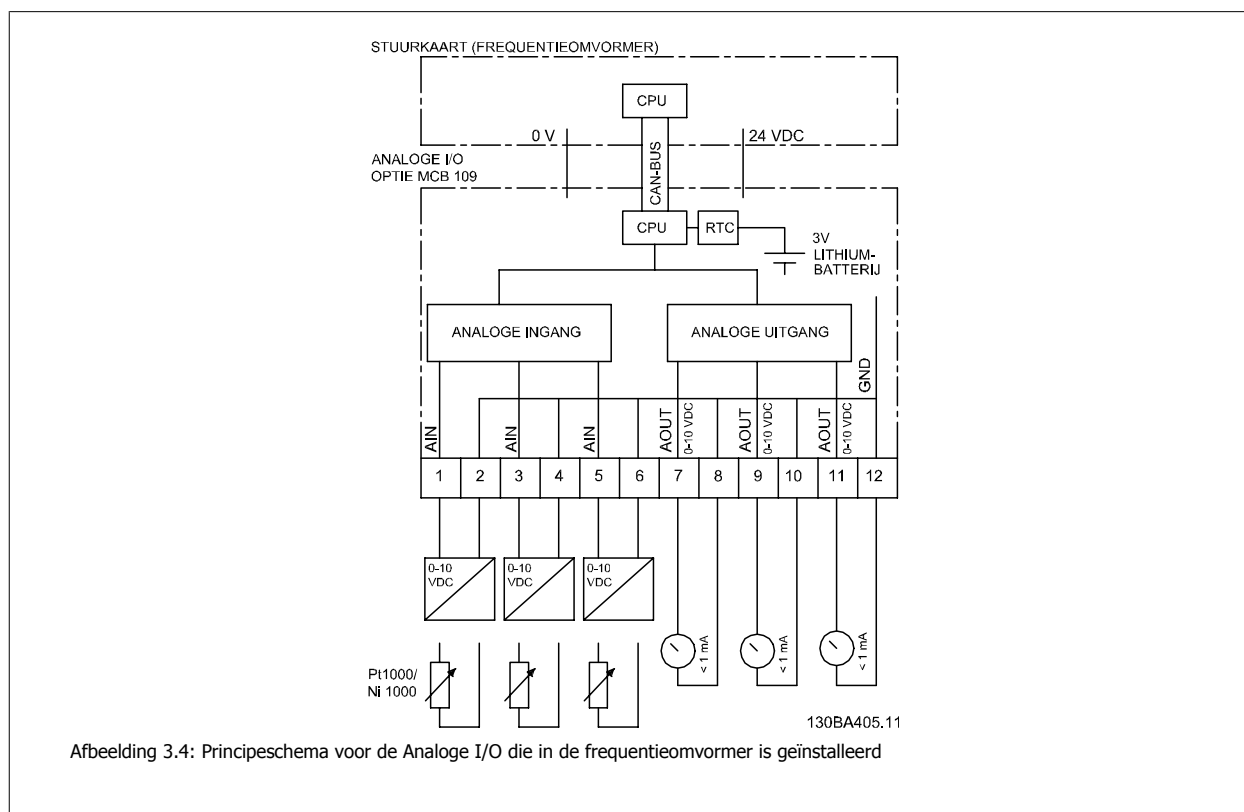 STUURKAART (FREQUENTIEOMVORMER)
CPU
0 V
24 VDC
CAN-BUS
ANALOGE I/O
OPTIE MCB 109
CPU
RTC
3V
LITHIUM-
BATTERIJ
ANALOGE INGANG
ANALOGE UITGANG
GND
AIN
AIN
AIN
AOUT
0-10 VDC
AOUT
0-10 VDC
AOUT
0-10 VDC
1 2 3 4 5 6 7 8 9 10 11 12
0-10
VDC
0-10
VDC
0-10
VDC
< 1 mA
< 1 mA
< 1 mA
Pt1000/
Ni 1000
130BA405.11
Afbeelding 3.4: Principeschema voor de Analoge I/O die in de frequentieomvormer is geïnstalleerd